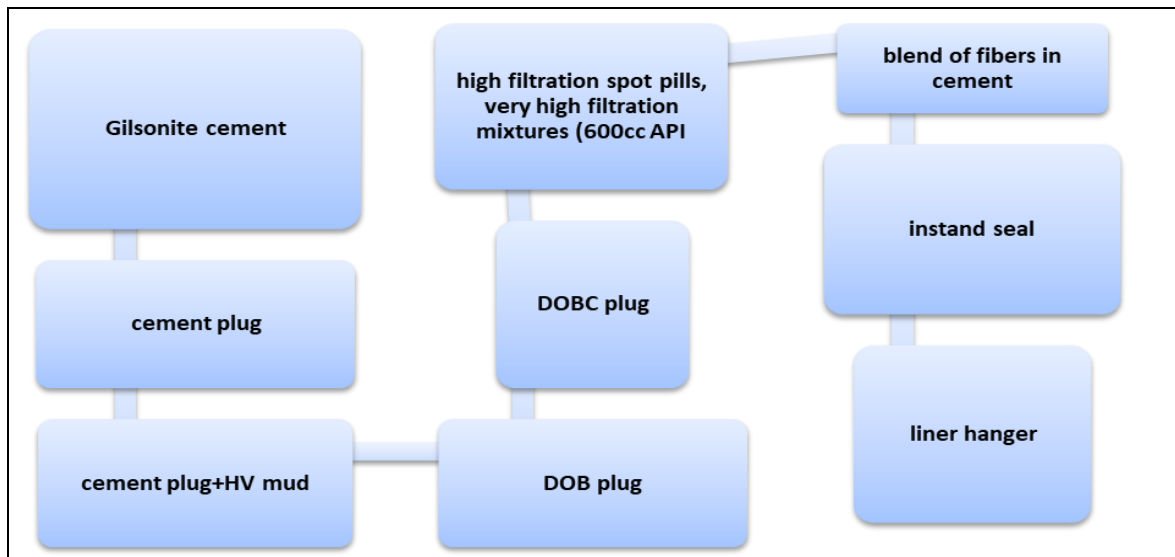 Gilsonite cement
cement plug
cement plug+HV mud
DOB plug
DOBC plug
high filtration spot pills,
very high filtration
mixtures (600cc API
blend of fibers in
cement
instand seal
liner hanger